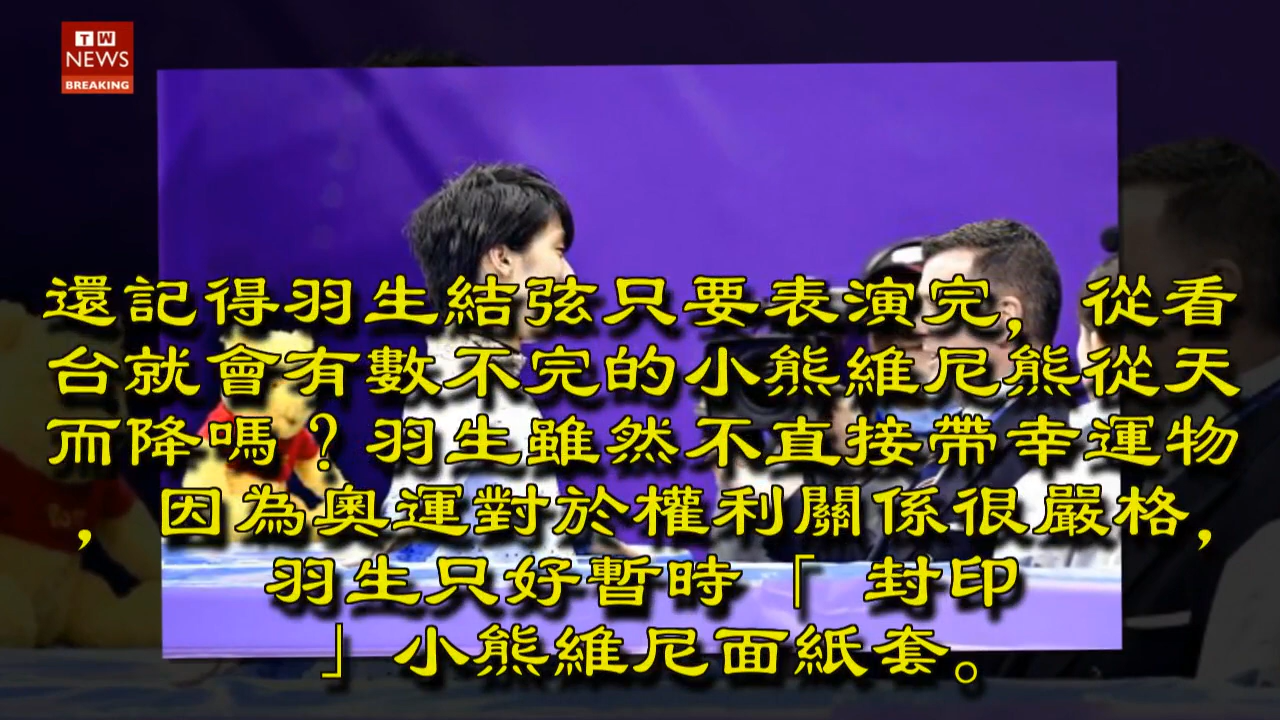 TW
NEWS
BREAKING
還記得羽生結弦只要表演完，從看
台就會有數不完的小熊維尼熊從天
而降嗎？羽生雖然不直接帶幸運物
，因為奧運對於權利關係很嚴格，
羽生只好暫時「 封印
」小熊維尼面紙套。